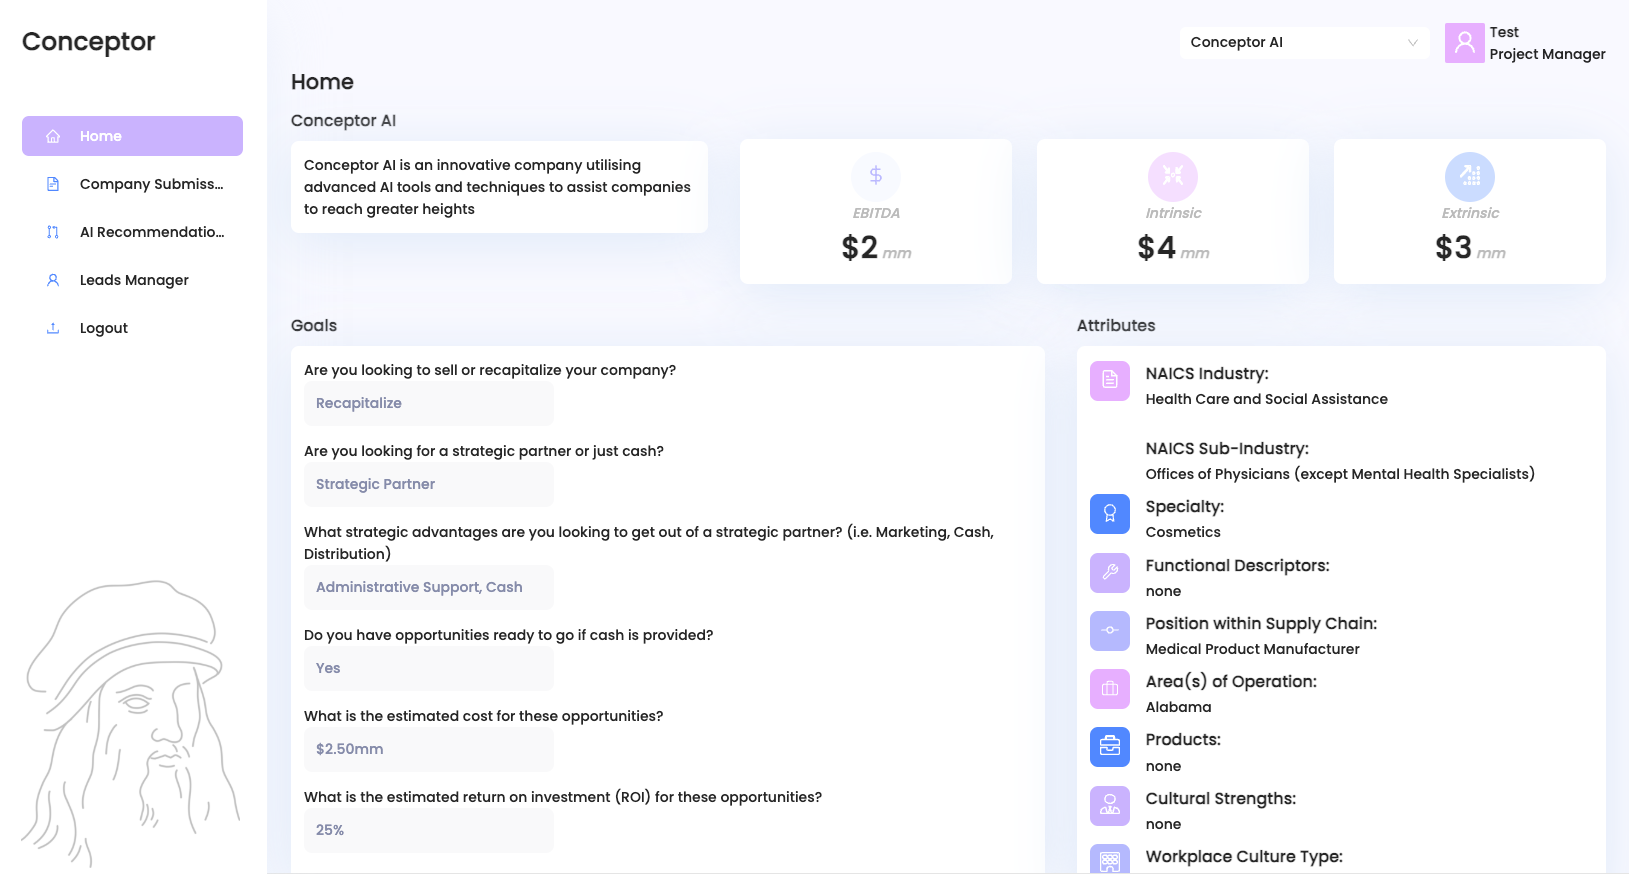 Conceptor
Home
Company Submiss...
AI Recommendatio...
Leads Manager
Logout
Conceptor AI
Test
Project Manager
Home
Conceptor AI
Conceptor AI is an innovative company utilising
advanced AI tools and techniques to assist companies
to reach greater heights
$
EBITDA
$2 mm
Intrinsic
$4 mm
Extrinsic
$3 mm
Goals
Are you looking to sell or recapitalize your company?
Recapitalize
Are you looking for a strategic partner or just cash?
Strategic Partner
What strategic advantages are you looking to get out of a strategic partner? (i.e. Marketing, Cash,
Distribution)
Administrative Support, Cash
Do you have opportunities ready to go if cash is provided?
Yes
What is the estimated cost for these opportunities?
$2.50mm
What is the estimated return on investment (ROI) for these opportunities?
25%
Attributes
NAICS Industry:
Health Care and Social Assistance
NAICS Sub-Industry:
Offices of Physicians (except Mental Health Specialists)
Specialty:
Cosmetics
Functional Descriptors:
none
Position within Supply Chain:
Medical Product Manufacturer
Area(s) of Operation:
Alabama
Products:
none
Cultural Strengths:
none
Workplace Culture Type: